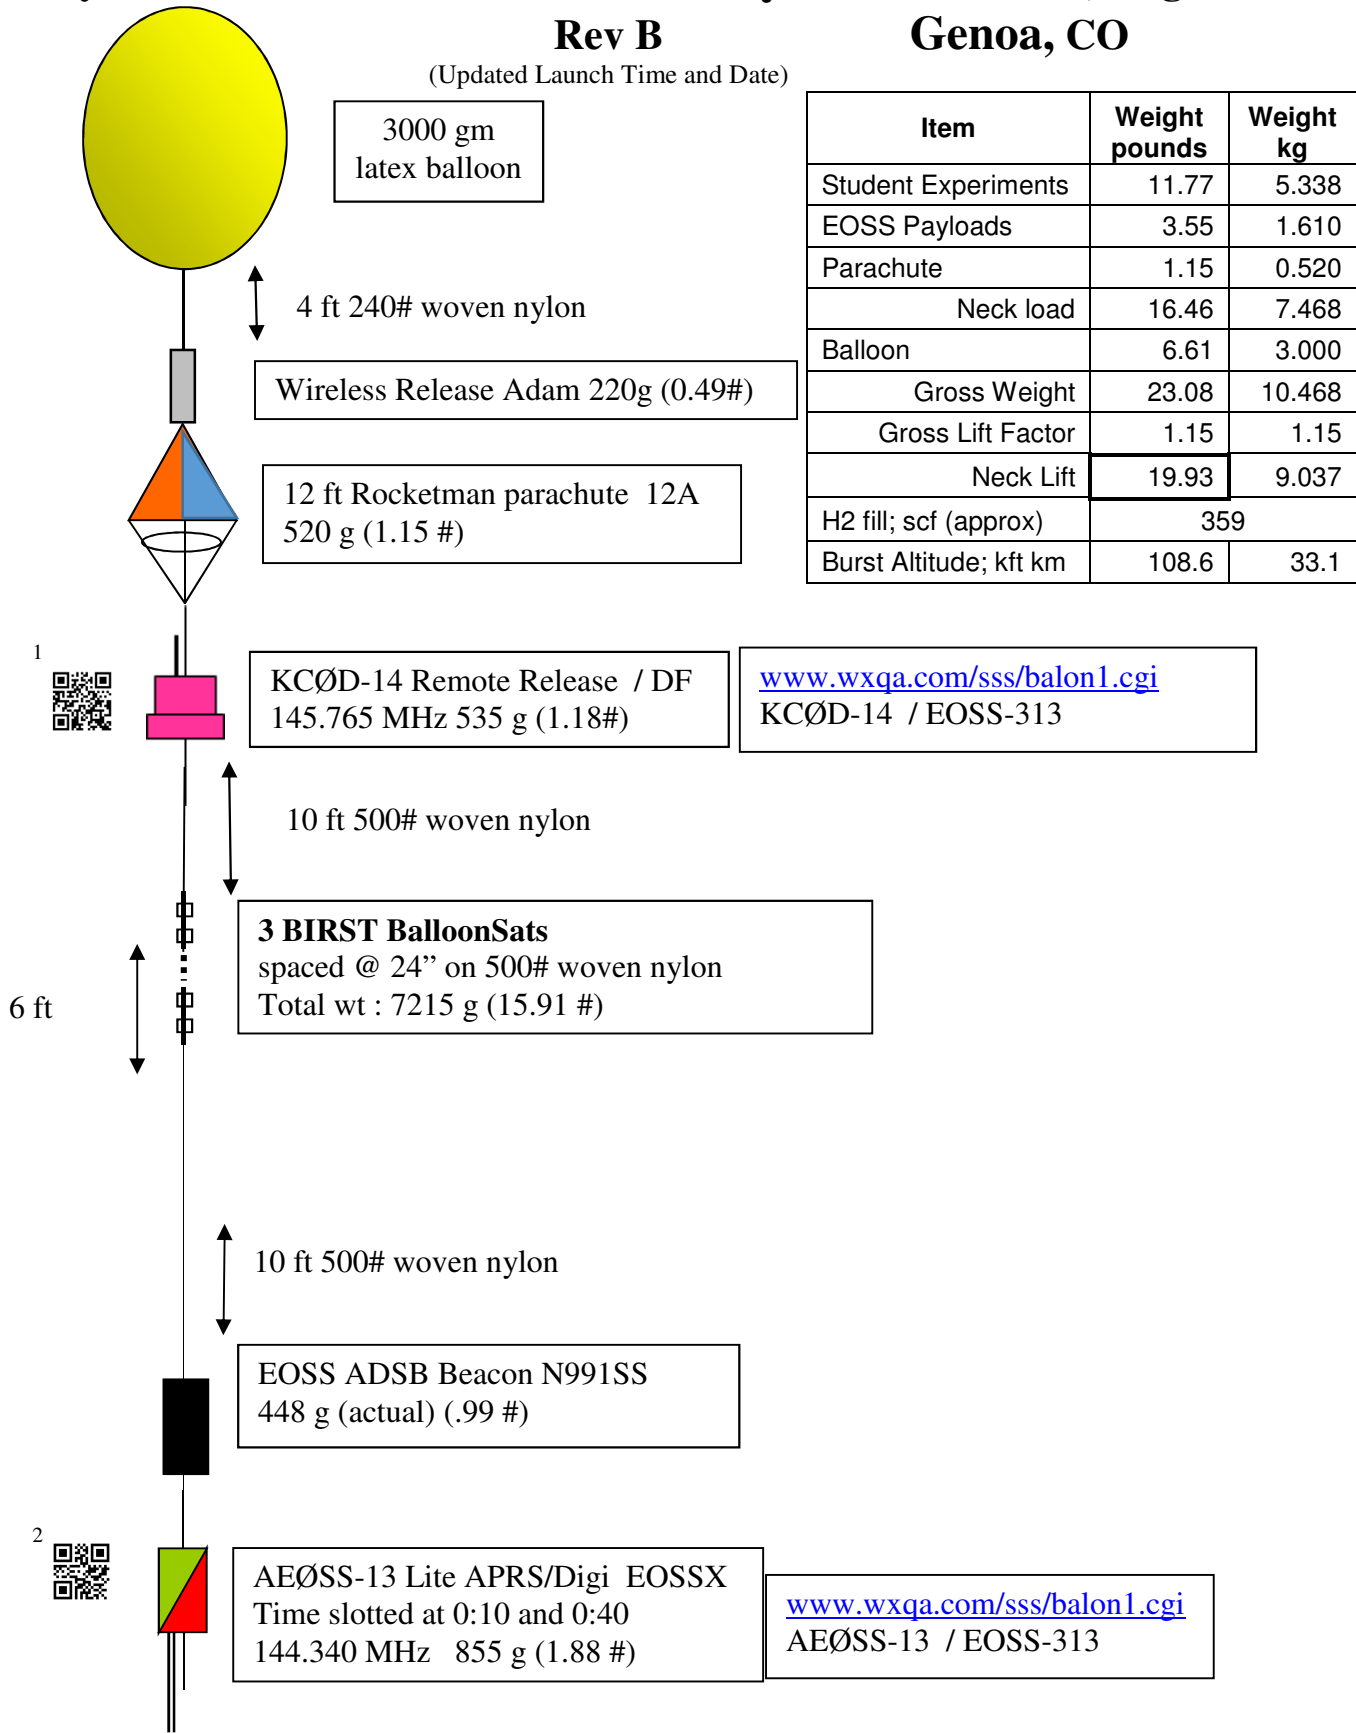 Rev B
Genoa, CO
(Updated Launch Time and Date)
3000 gm
latex balloon
Item Weight pounds Weight kg
Student Experiments 11.77 5.338
EOSS Payloads 3.55 1.610
Parachute 1.15 0.520
Neck load 16.46 7.468
Balloon 6.61 3.000
Gross Weight 23.08 10.468
Gross Lift Factor 1.15 1.15
Neck Lift 19.93 9.037
H2 fill; scf (approx) 359
Burst Altitude; kft km 108.6 33.1
4 ft 240# woven nylon
Wireless Release Adam 220g (0.49#)
12 ft Rocketman parachute 12A
520 g (1.15 #)
1
KCØD-14 Remote Release / DF
145.765 MHz 535 g (1.18#)
www.wxqa.com/sss/balon1.cgi
KCØD-14 / EOSS-313
10 ft 500# woven nylon
3 BIRST BalloonSats
spaced @ 24” on 500# woven nylon
Total wt : 7215 g (15.91 #)
6 ft
10 ft 500# woven nylon
EOSS ADSB Beacon N991SS
448 g (actual) (.99 #)
2
AEØSS-13 Lite APRS/Digi EOSSX
Time slotted at 0:10 and 0:40
144.340 MHz 855 g (1.88 #)
www.wxqa.com/sss/balon1.cgi
AEØSS-13 / EOSS-313